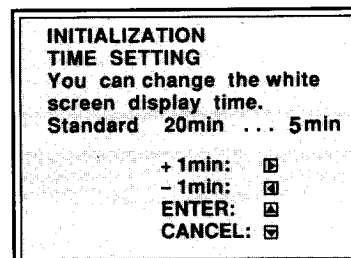 INITIALIZATION
TIME SETTING
You can change the white
screen display time.
Standard 20min ... 5min
+ 1min: ▶
− 1min: ◀
ENTER: ▲
CANCEL: ▼